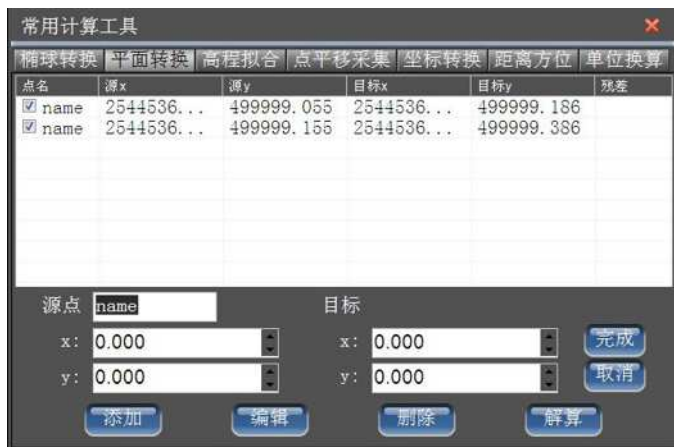 常用计算工具
椭球转换 平面转换 高程拟合 点平移采集 坐标转换 距离方位 单位换算
点名 源x 源y 目标x 目标y 残差
name 2544536... 499999.055 2544536... 499999.186
name 2544536... 499999.155 2544536... 499999.386
源点 name 目标
x: 0.000 x: 0.000 完成
y: 0.000 y: 0.000 取消
添加 编辑 删除 解算